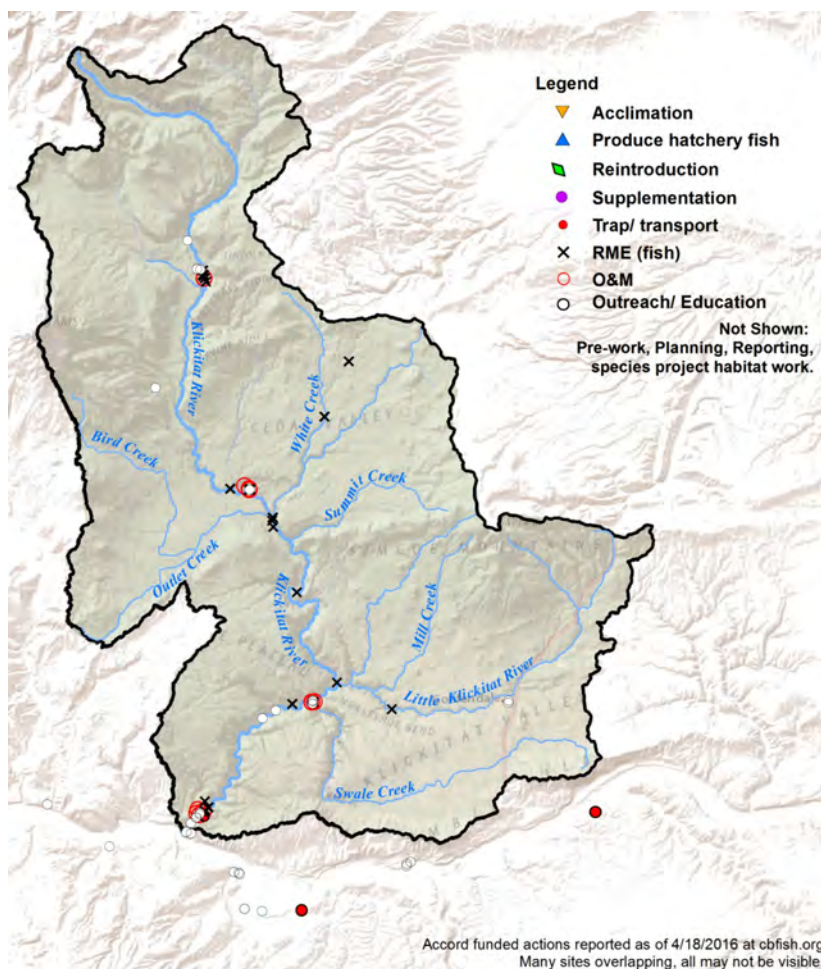 Legend
Acclimation
Produce hatchery fish
Reintroduction
Supplementation
Trap/ transport
RME (fish)
O&M
Outreach/ Education
Not Shown:
Pre-work, Planning, Reporting,
species project habitat work.
Klickitat River
White Creek
Bird Creek
Summit Creek
Outlet Creek
Klickitat River
Mill Creek
Little Klickitat River
KLICKITAT VALLEY
Swale Creek
Accord funded actions reported as of 4/18/2016 at cbfish.org
Many sites overlapping, all may not be visible